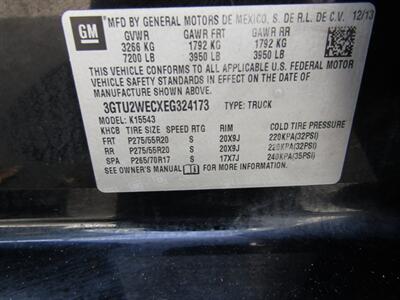 GM
MFD BY GENERAL MOTORS DE MEXICO, S. DE R.L. DE C.V. 12/13
GVWR GAWR FRT GAWR RR
3266 KG 1792 KG 1792 KG
7200 LB 3950 LB 3950 LB
THIS VEHICLE CONFORMS TO ALL APPLICABLE U.S. FEDERAL MOTOR
VEHICLE SAFETY STANDARDS IN EFFECT ON THE DATE OF
MANUFACTURE SHOWN ABOVE.
3GTU2WECXEG324173 TYPE: TRUCK
MODEL: K15543
KHCB TIRE SIZE SPEED RTG RIM COLD TIRE PRESSURE
FRT P275/55R20 S 20X9J 220KPA(32PSI)
RR P275/55R20 S 20X9J 220KPA(32PSI)
SPA P265/70R17 S 17X7J 240KPA(35PSI)
SEE OWNER'S MANUAL FOR MORE INFORMATION.